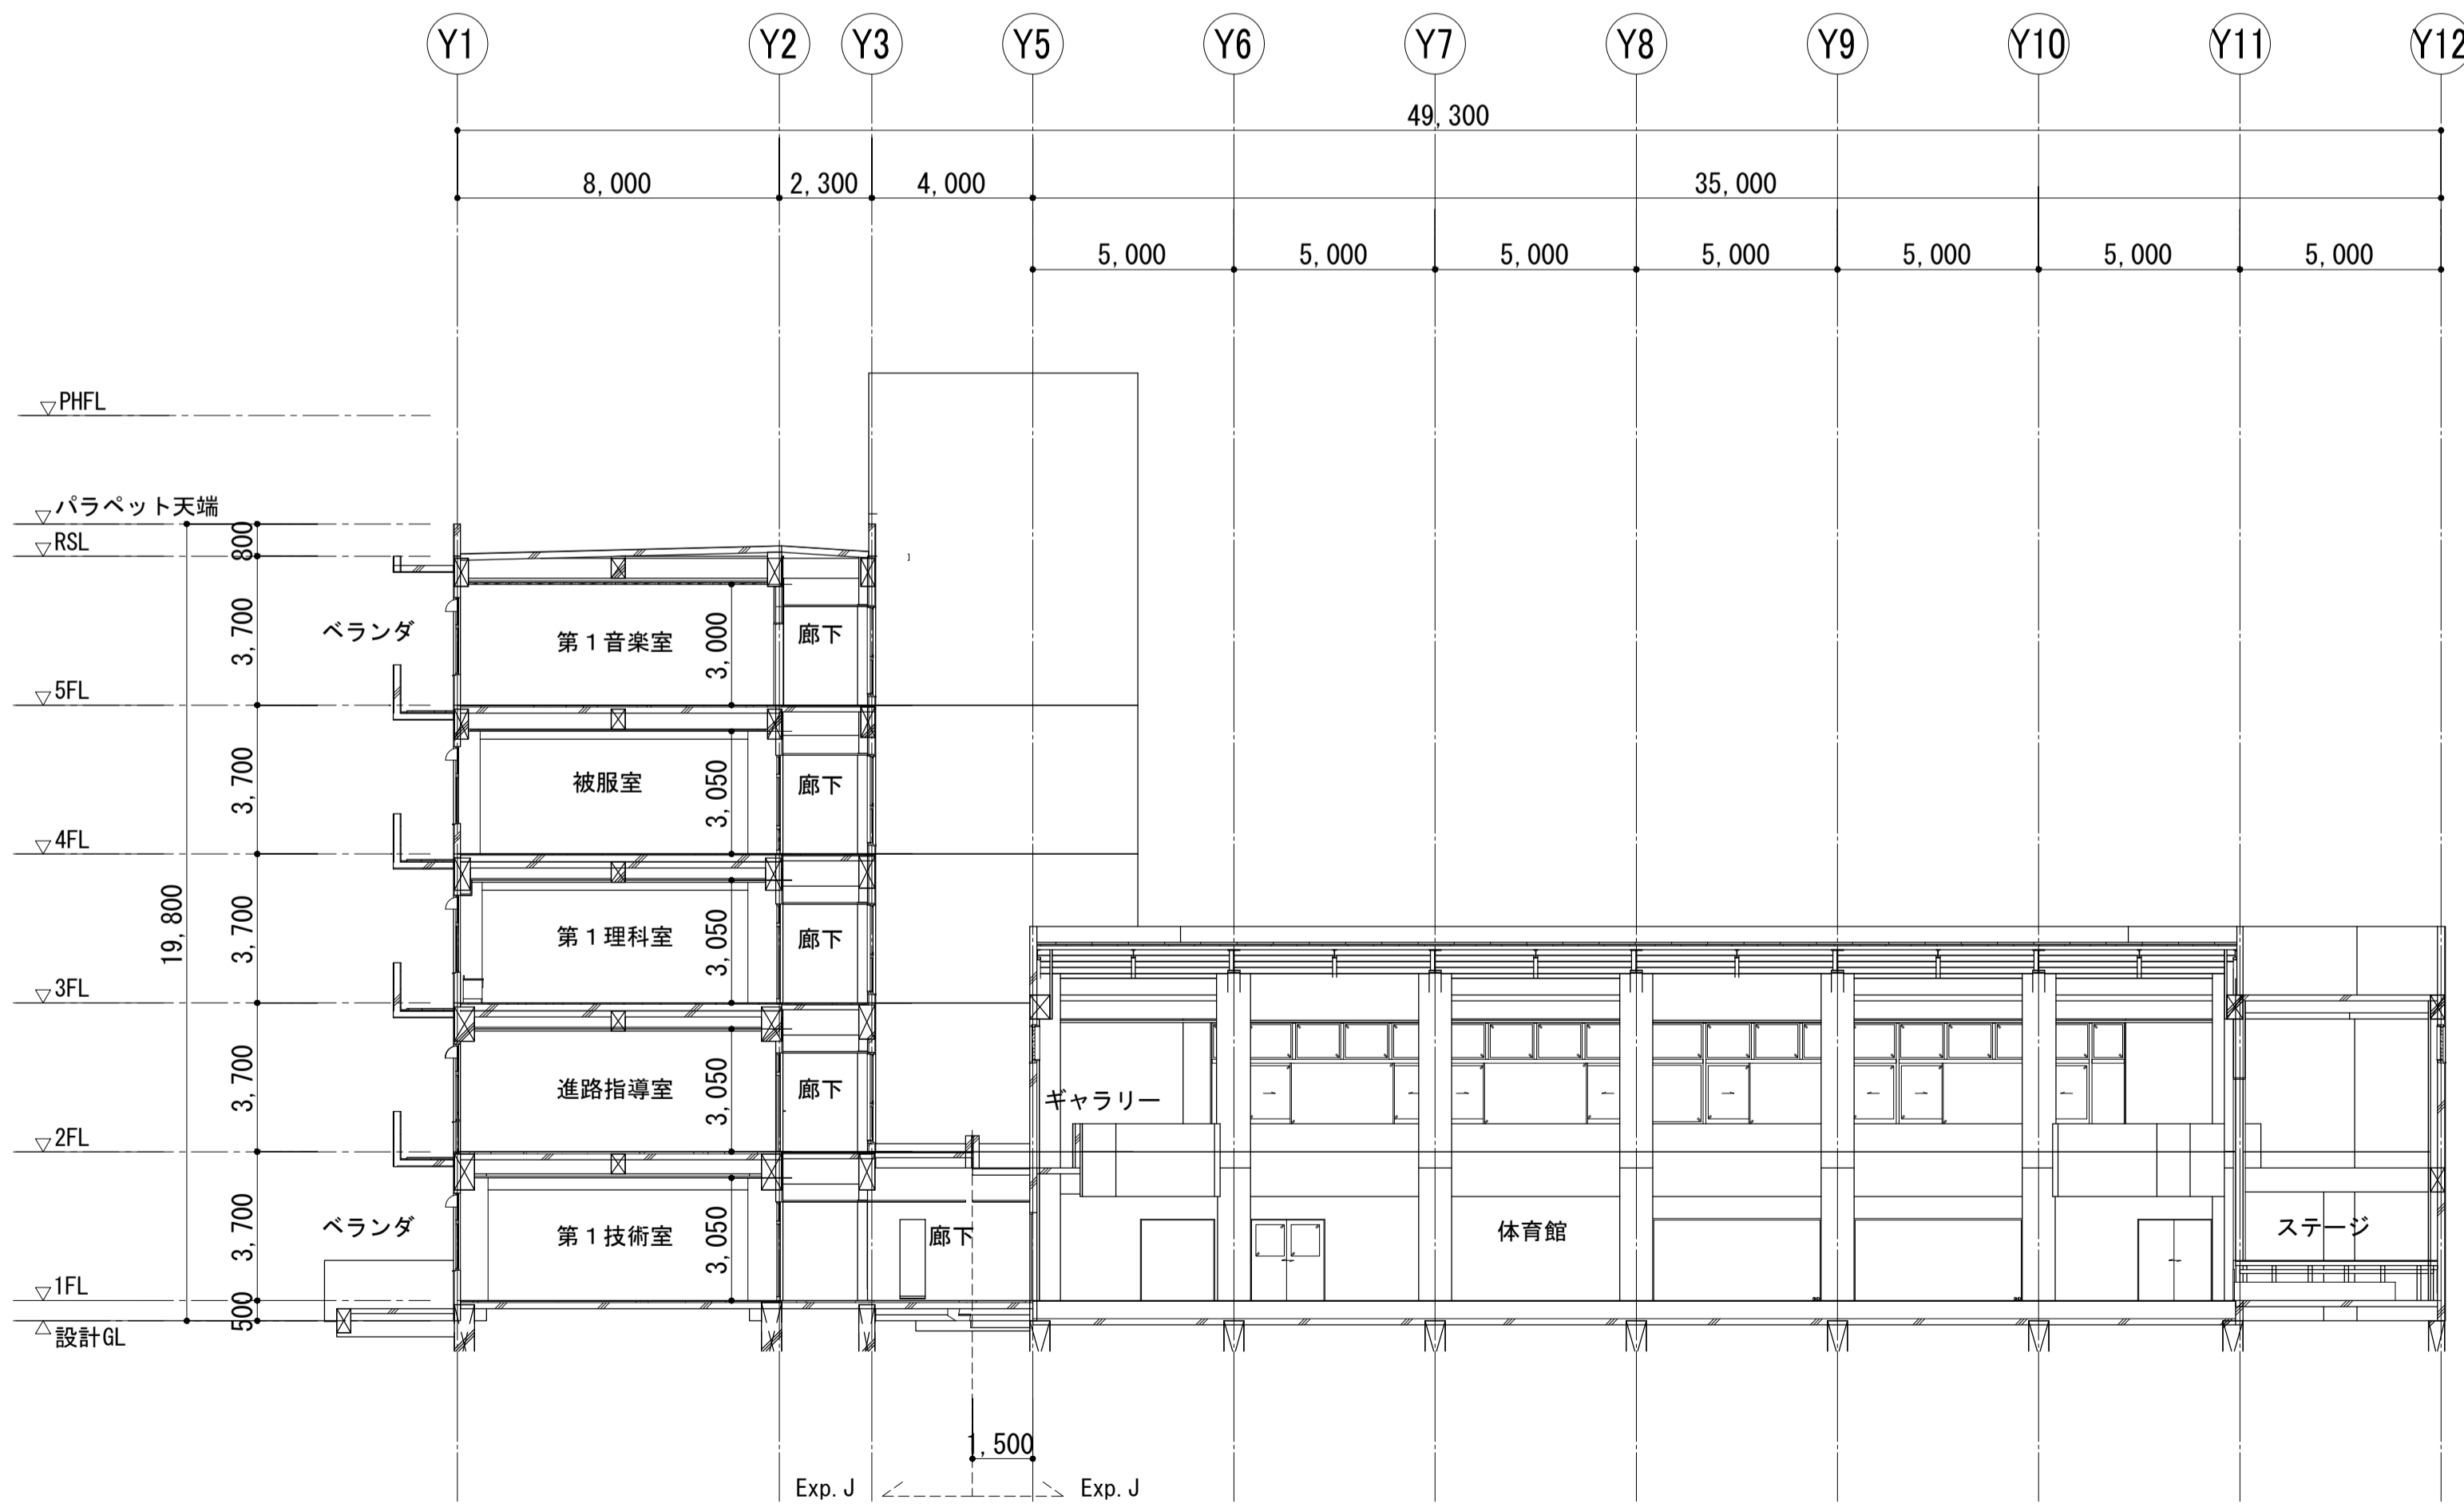 Y1 Y2 Y3 Y5 Y6 Y7 Y8 Y9 Y10 Y11 Y12
49,300
8,000 2,300 4,000 35,000
5,000 5,000 5,000 5,000 5,000 5,000 5,000
PHFL
パラペット天端
800
RSL
3,700
ベランダ 第1音楽室 3,000 廊下
5FL
3,700
被服室 3,050 廊下
4FL
19,800
3,700
第1理科室 3,050 廊下
3FL
3,700
進路指導室 3,050 廊下
ギャラリー
2FL
3,700
ベランダ 第1技術室 3,050 廊下 体育館 ステージ
1FL
500
設計GL
1,500
Exp.J Exp.J